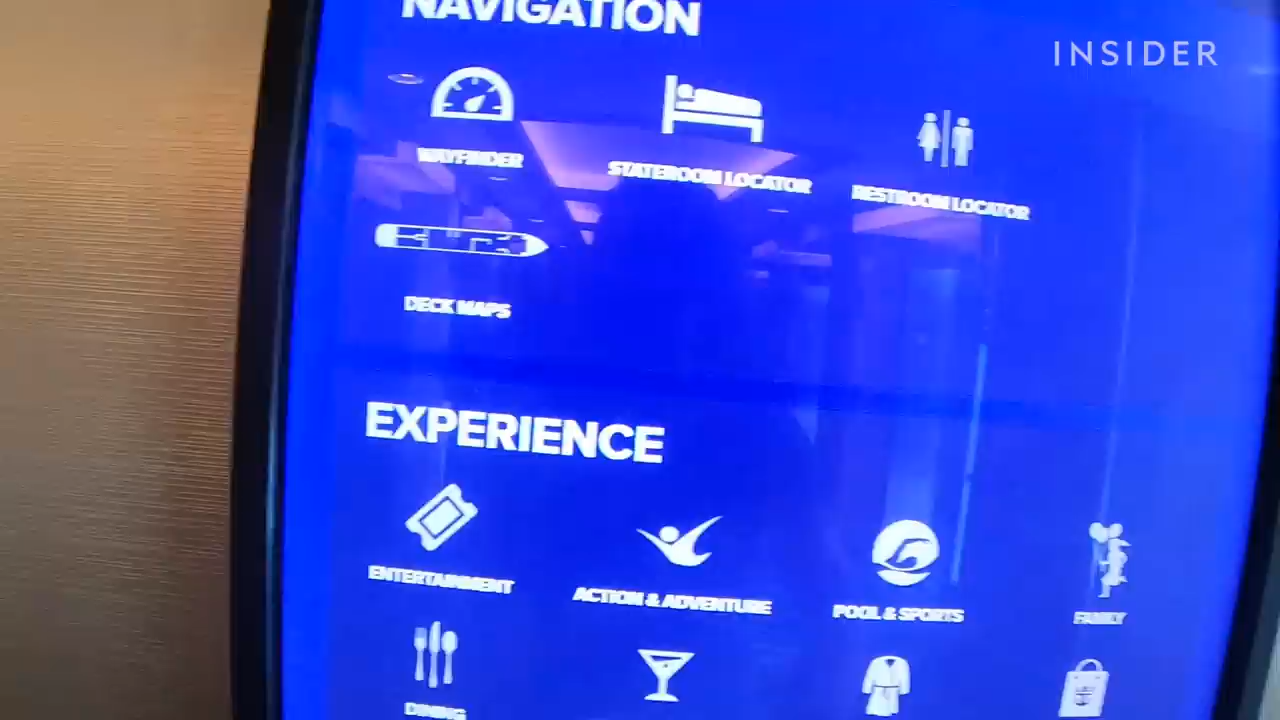 NAVIGATION
INSIDER
WAYFINDER
STATEROOM LOCATOR
RESTROOM LOCATOR
DECK MAPS
EXPERIENCE
ENTERTAINMENT
ACTION & ADVENTURE
POOL & SPORTS
FAMILY
DINING